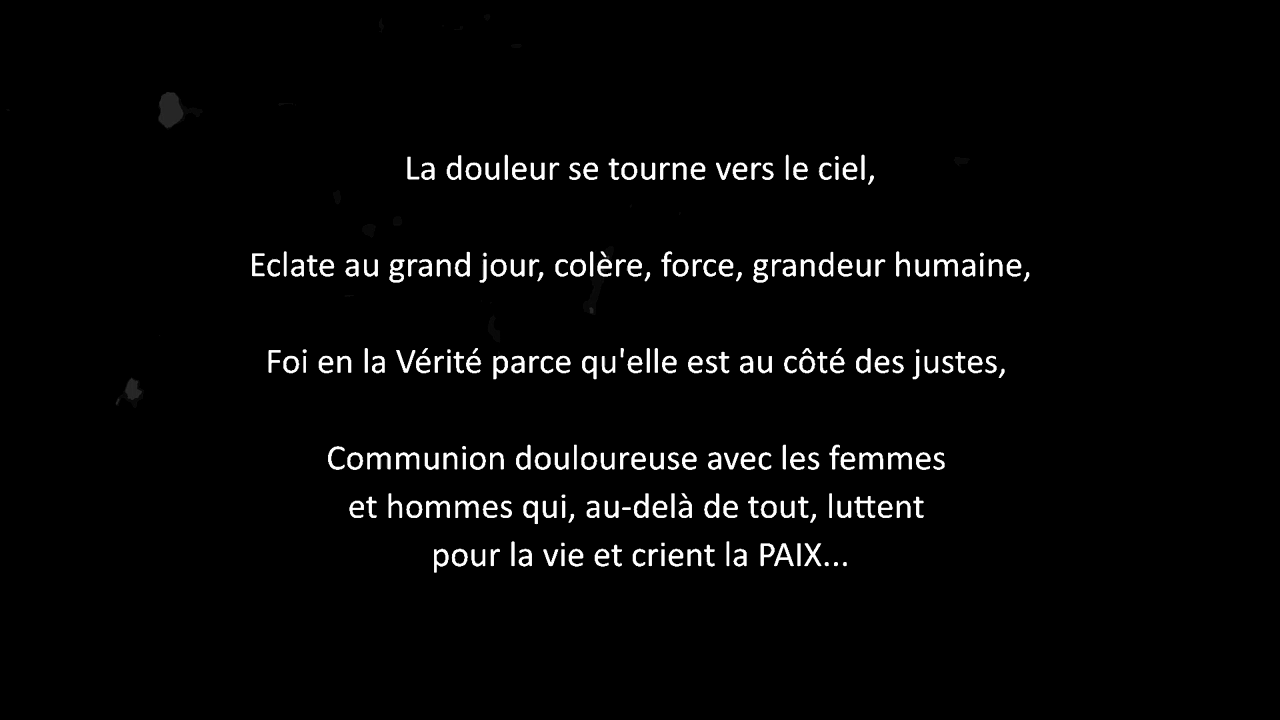 La douleur se tourne vers le ciel,
Eclate au grand jour, colère, force, grandeur humaine,
Foi en la Vérité parce qu'elle est au côté des justes,
Communion douloureuse avec les femmes
et hommes qui, au-delà de tout, luttent
pour la vie et crient la PAIX...